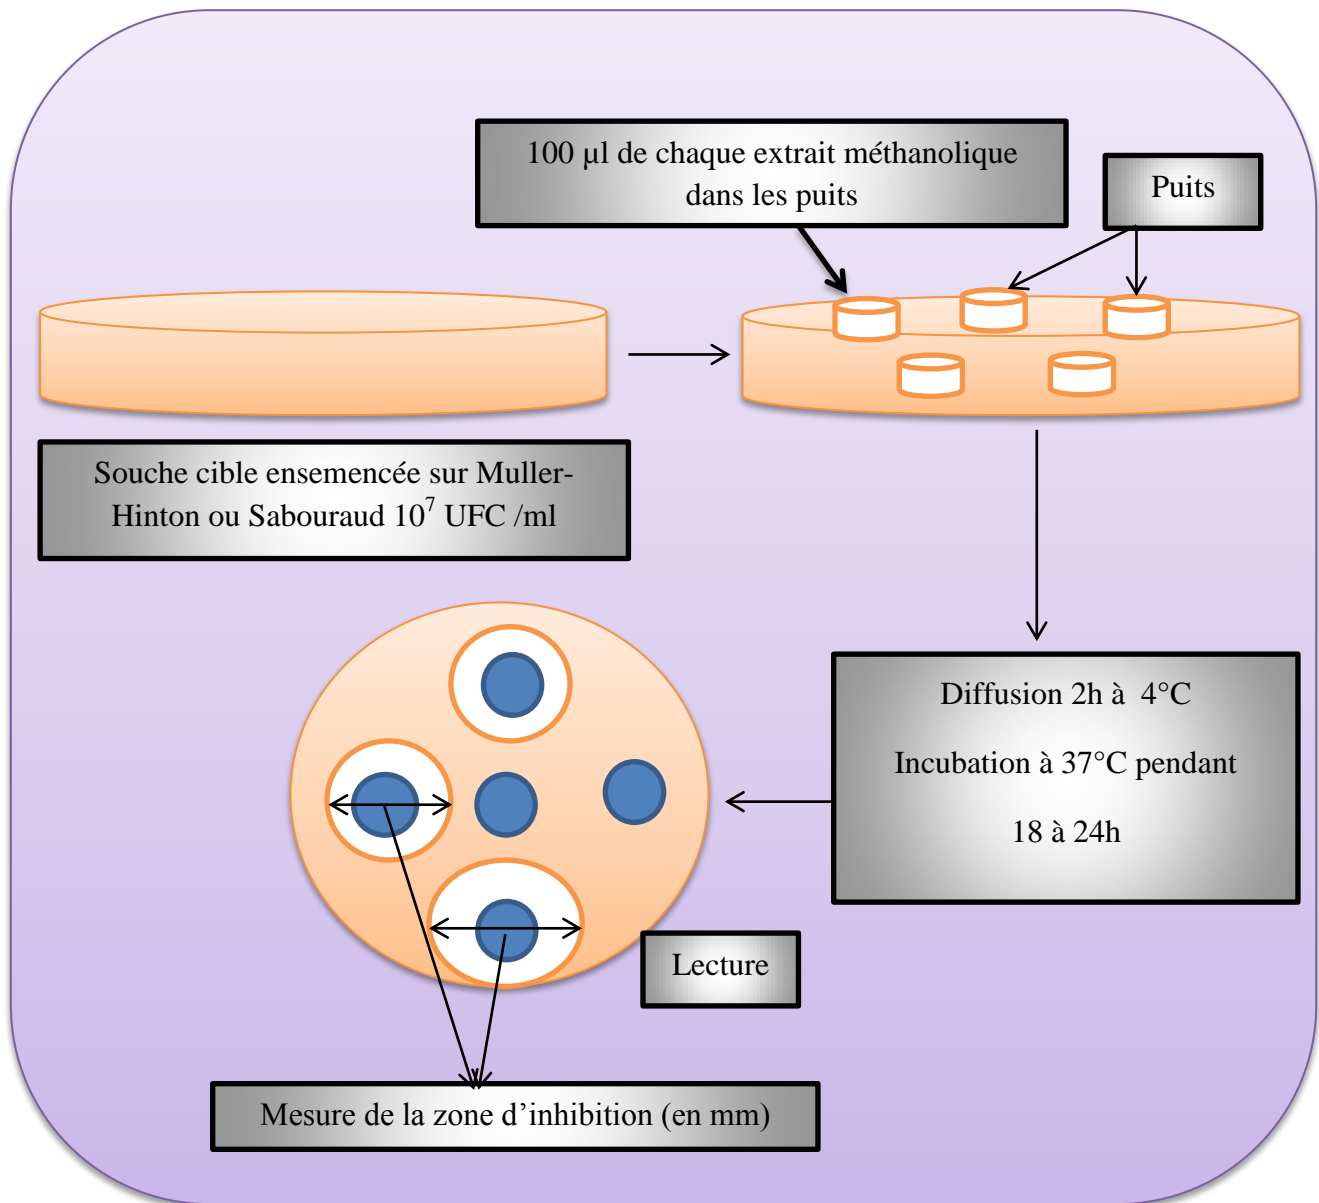 100 µl de chaque extrait méthanolique
dans les puits
Puits
Souche cible ensemencée sur Muller-
Hinton ou Sabouraud 10⁷ UFC /ml
Diffusion 2h à 4°C
Incubation à 37°C pendant
18 à 24h
Lecture
Mesure de la zone d’inhibition (en mm)